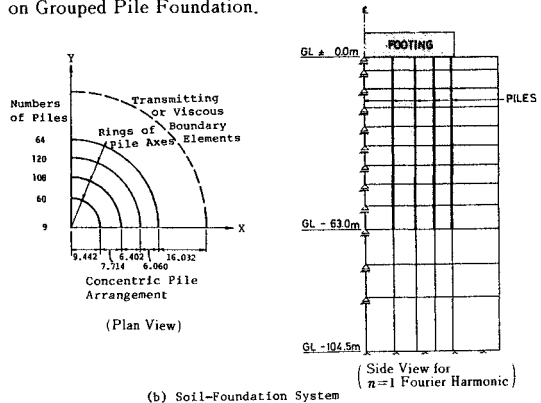 on Grouped Pile Foundation.
Y
Numbers
of Piles
64
120
108
60
9
Transmitting
or Viscous
Boundary
Elements
Rings of
Pile Axes
X
9.442
7.714
6.402
6.060
16.032
Concentric Pile
Arrangement
(Plan View)
℄
FOOTING
GL ± 0.0m
PILES
GL - 63.0m
GL - 104.5m
( Side View for
n=1 Fourier Harmonic )
(b) Soil-Foundation System